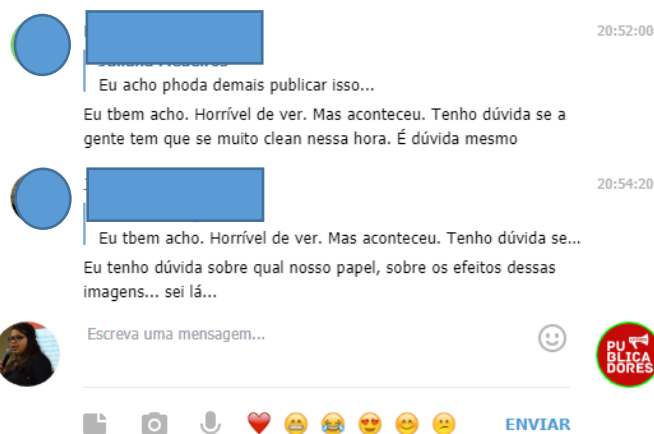 20:52:00
Eu acho phoda demais publicar isso...
Eu tbem acho. Horrível de ver. Mas aconteceu. Tenho dúvida se a
gente tem que se muito clean nessa hora. É dúvida mesmo
20:54:20
Eu tbem acho. Horrível de ver. Mas aconteceu. Tenho dúvida se...
Eu tenho dúvida sobre qual nosso papel, sobre os efeitos dessas
imagens... sei lá...
Escreva uma mensagem...
PU
BLICA
DORES
ENVIAR